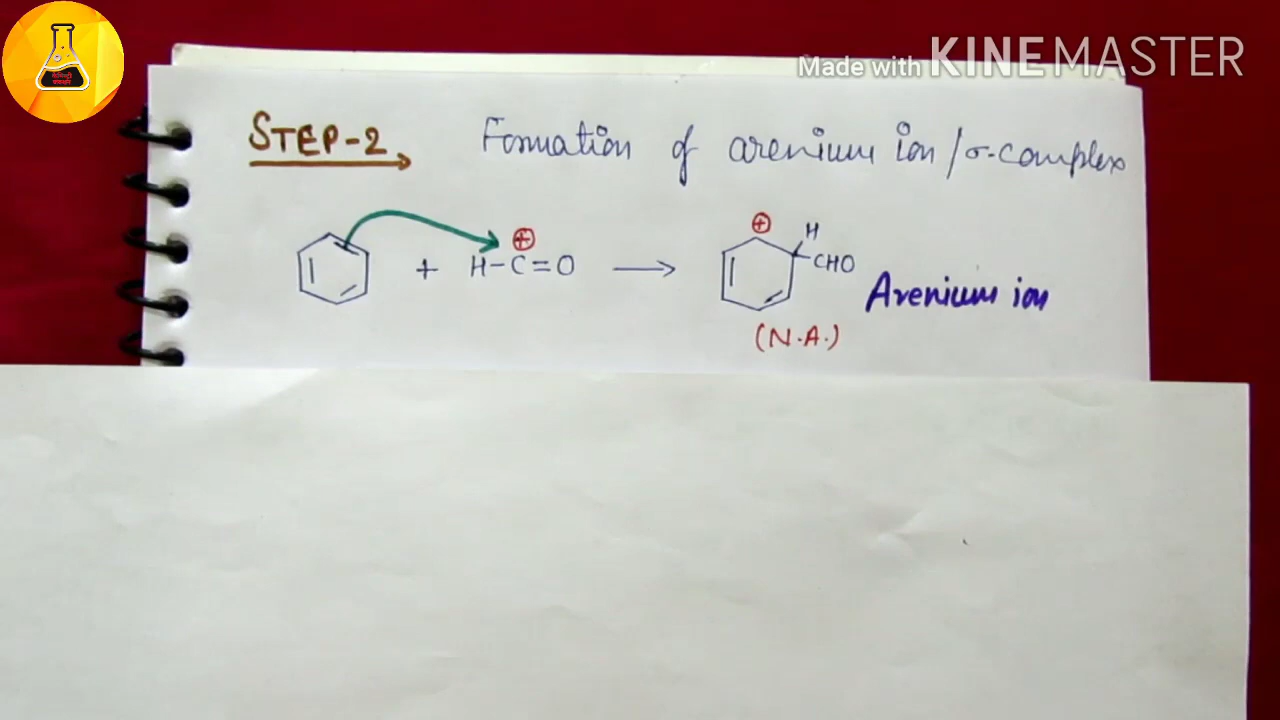 Made with KINEMASTER
STEP-2 Formation of arenium ion / σ-complex
+ H-C=O ⊕ → ⊕ H CHO Arenium ion
(N.A.)